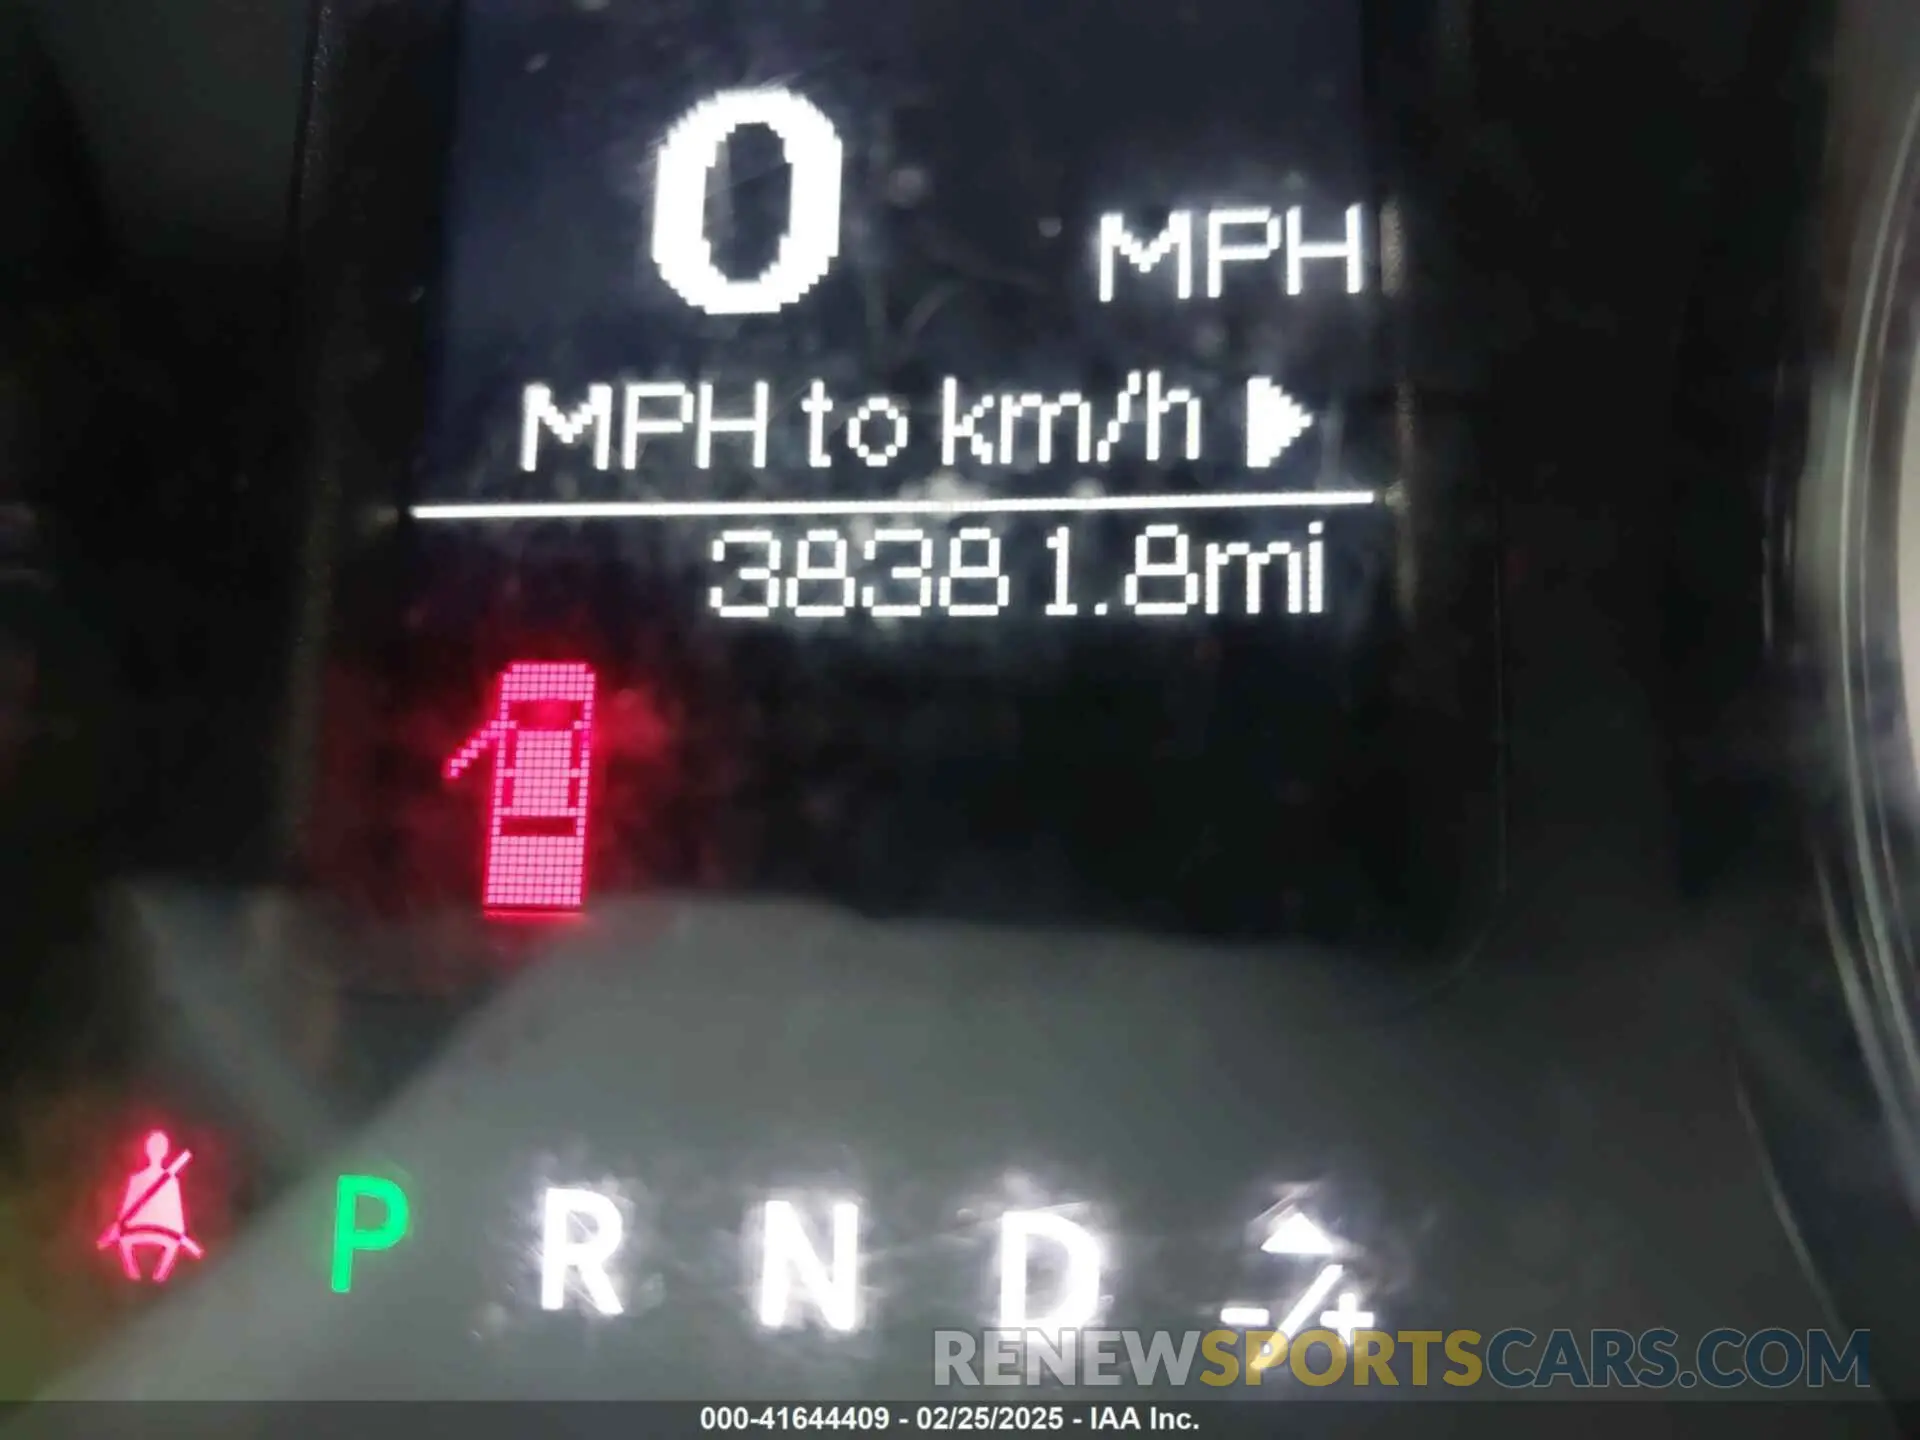 0 MPH
MPH to km/h
38381.8mi
P R N D -/+
RENEWSPORTSCARS.COM
000-41644409 - 02/25/2025 - IAA Inc.